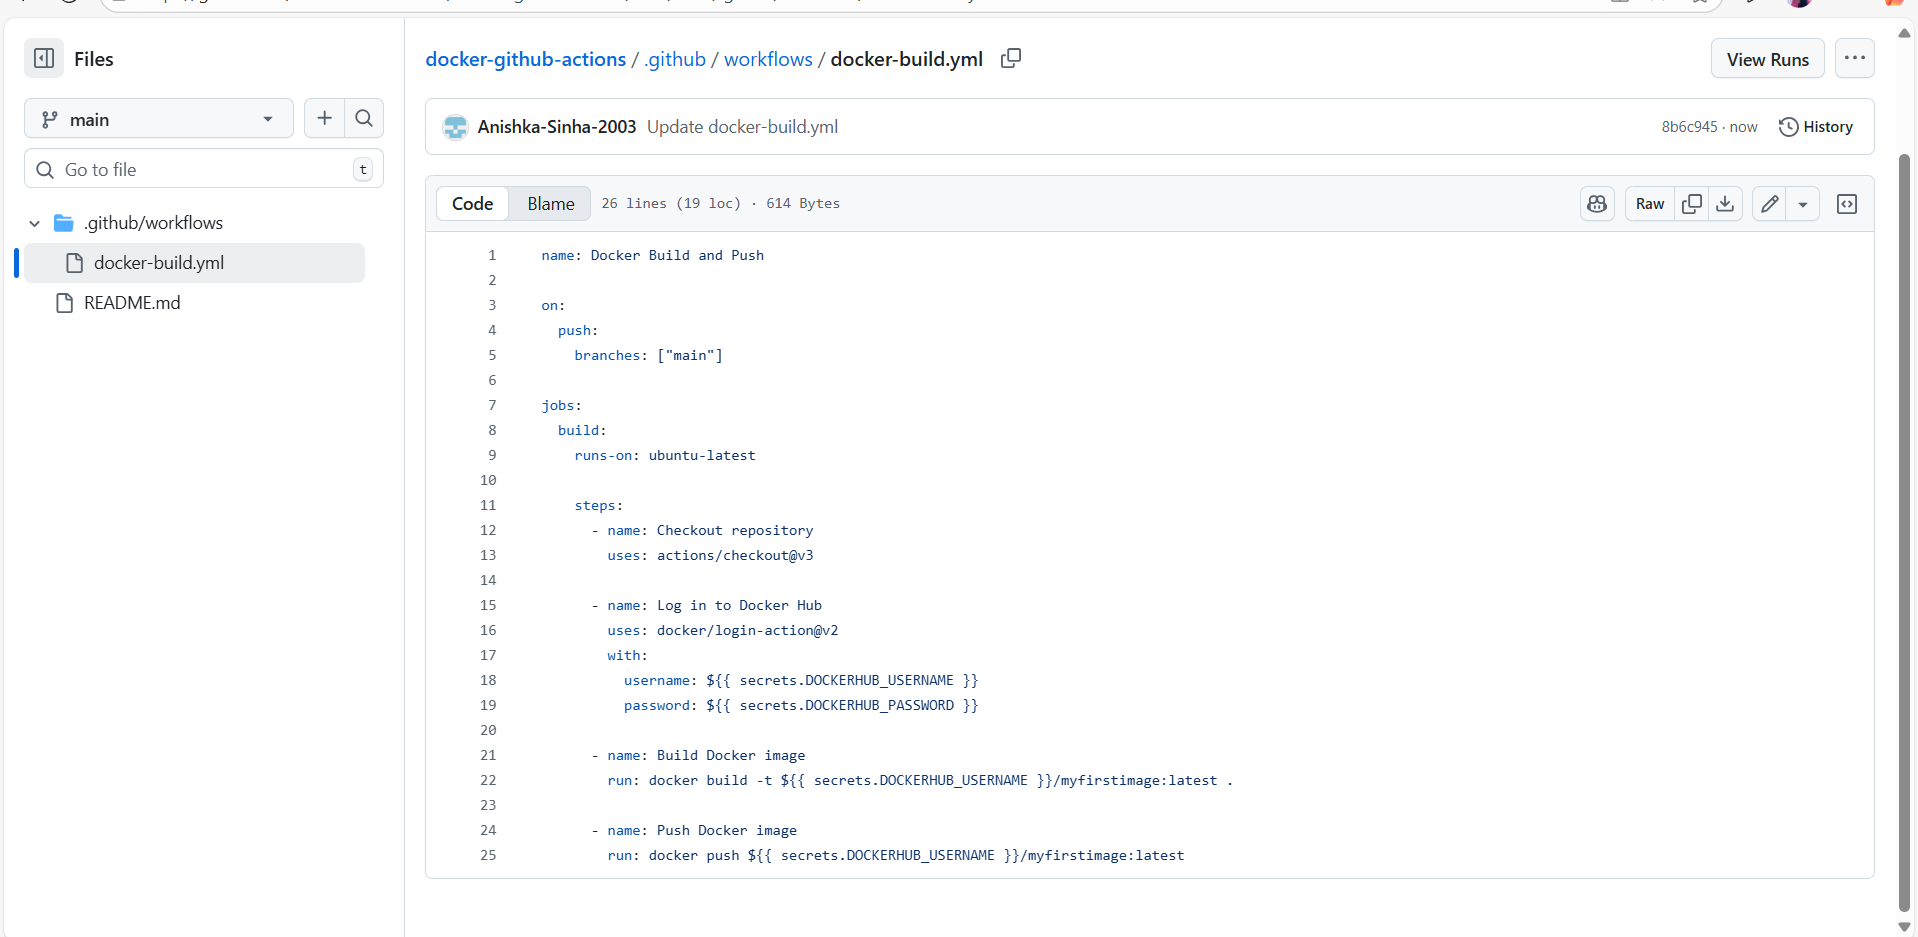 Files
main
Go to file
t
.github/workflows
docker-build.yml
README.md
docker-github-actions / .github / workflows / docker-build.yml
View Runs
Anishka-Sinha-2003 Update docker-build.yml
8b6c945 · now
History
Code
Blame
26 lines (19 loc) · 614 Bytes
Raw
1 name: Docker Build and Push
2
3 on:
4   push:
5     branches: ["main"]
6
7 jobs:
8   build:
9     runs-on: ubuntu-latest
10
11     steps:
12       - name: Checkout repository
13         uses: actions/checkout@v3
14
15       - name: Log in to Docker Hub
16         uses: docker/login-action@v2
17         with:
18           username: ${{ secrets.DOCKERHUB_USERNAME }}
19           password: ${{ secrets.DOCKERHUB_PASSWORD }}
20
21       - name: Build Docker image
22         run: docker build -t ${{ secrets.DOCKERHUB_USERNAME }}/myfirstimage:latest .
23
24       - name: Push Docker image
25         run: docker push ${{ secrets.DOCKERHUB_USERNAME }}/myfirstimage:latest